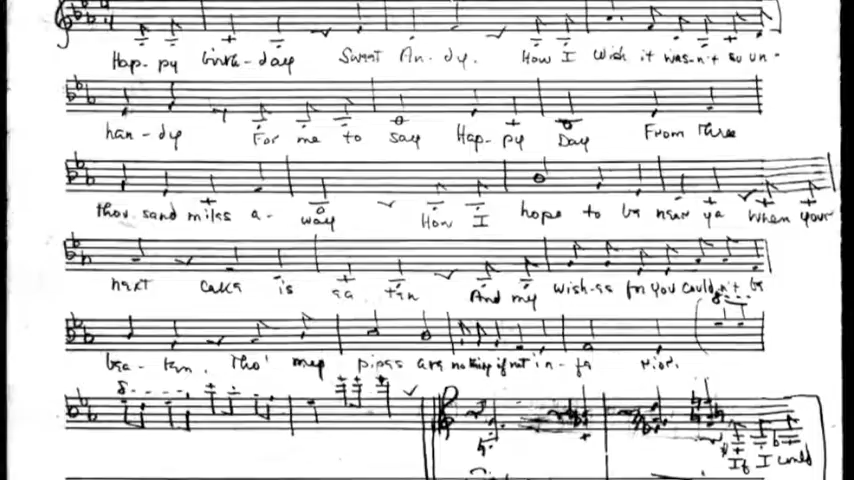 Hap-py birth-day Sweet An-dy. How I Wish it was-n't so un-
han-dy For me to say Hap-py Day From Three
thou-sand miles a-way How I hope to be near ya When your
next cake is ea-ten And my wish-es for you couldn't be
bea-ten. Tho' my pipes are nothing if not in-fe rior.
8-----
If I could